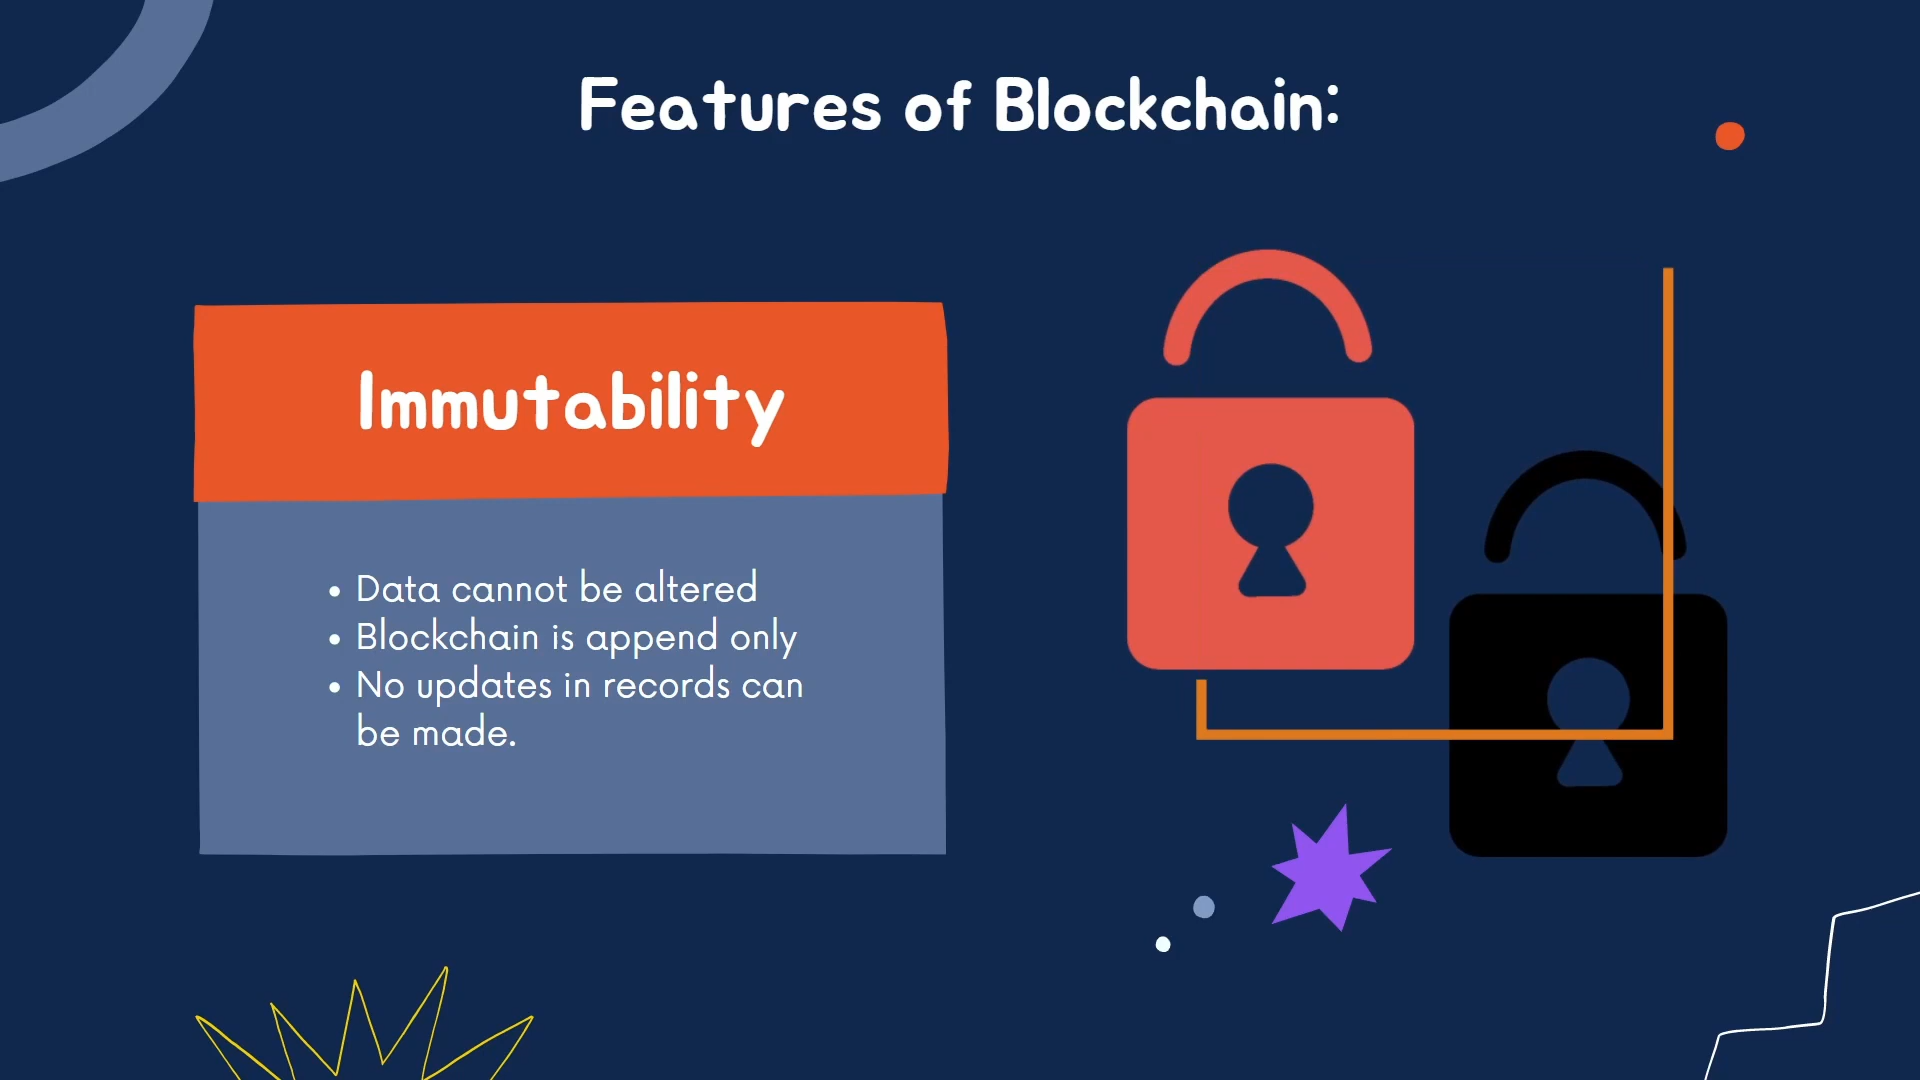 Features of Blockchain:
Immutability
• Data cannot be altered
• Blockchain is append only
• No updates in records can
be made.